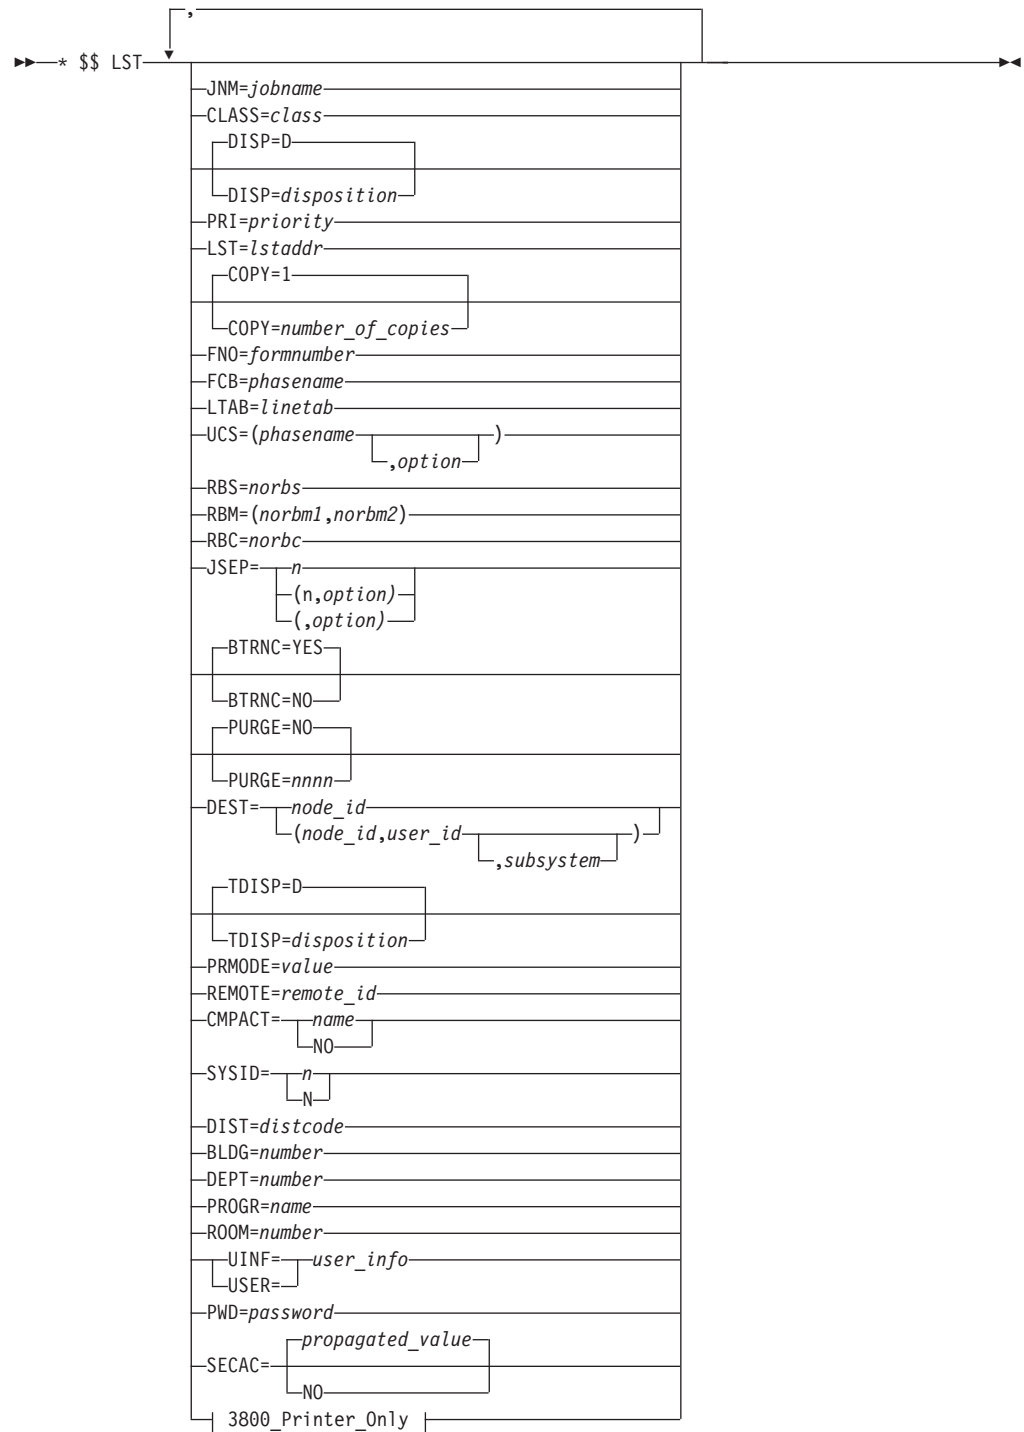 ,
* $$ LST
JNM=jobname
CLASS=class
DISP=D
DISP=disposition
PRI=priority
LST=lstaddr
COPY=1
COPY=number_of_copies
FNO=formnumber
FCB=phasename
LTAB=linetab
UCS=(phasename )
,option
RBS=norbs
RBM=(norbm1,norbm2)
RBC=norbc
JSEP= n
(n,option)
(,option)
BTRNC=YES
BTRNC=NO
PURGE=NO
PURGE=nnnn
DEST= node_id
(node_id,user_id )
,subsystem
TDISP=D
TDISP=disposition
PRMODE=value
REMOTE=remote_id
CMPACT= name
NO
SYSID= n
N
DIST=distcode
BLDG=number
DEPT=number
PROGR=name
ROOM=number
UINF= user_info
USER=
PWD=password
propagated_value
SECAC=
NO
3800_Printer_Only